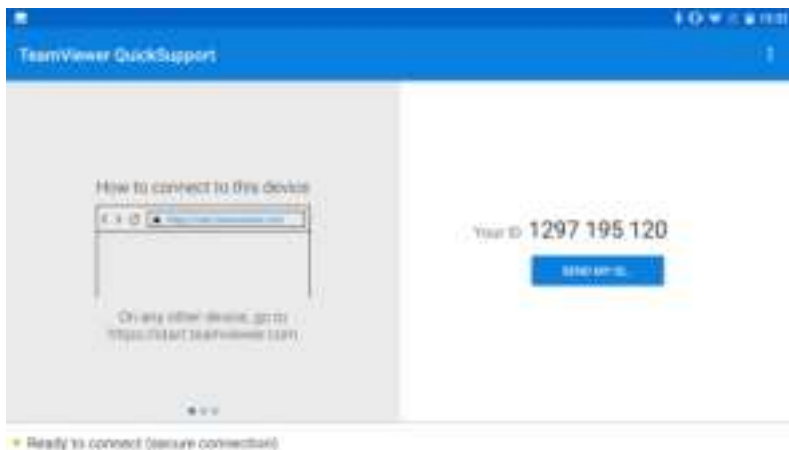 TeamViewer QuickSupport
How to connect to this device
On any other device, go to
https://start.teamviewer.com
Your ID 1297 195 120
SEND MY ID...
Ready to connect (secure connection)